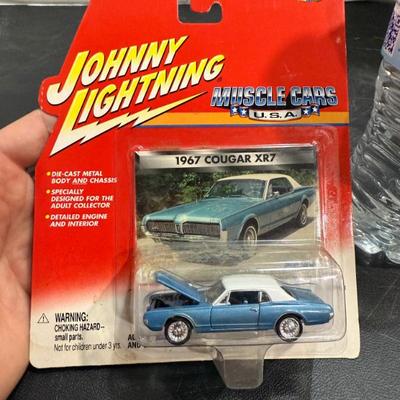 JOHNNY
LIGHTNING
MUSCLE CARS
U.S.A.
1967 COUGAR XR7
•DIE-CAST METAL
BODY AND CHASSIS
•SPECIALLY
DESIGNED FOR THE
ADULT COLLECTOR
•DETAILED ENGINE
AND INTERIOR
WARNING:
CHOKING HAZARD--
small parts.
Not for children under 3 yrs.
AND